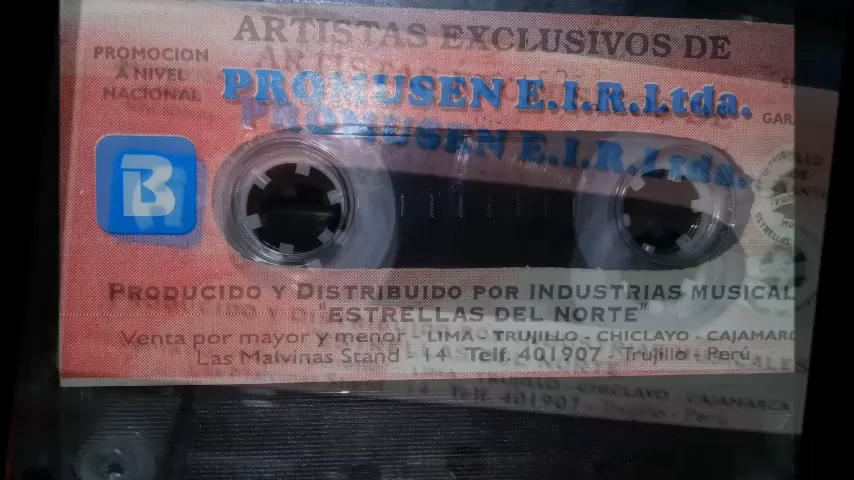 ARTISTAS EXCLUSIVOS DE
PROMOCION
A NIVEL
NACIONAL
PROMUSEN E.I.R.Ltda.
B
PRODUCIDO Y DISTRIBUIDO POR INDUSTRIAS MUSICAL
"ESTRELLAS DEL NORTE"
Venta por mayor y menor - LIMA - TRUJILLO - CHICLAYO - CAJAMARC
Las Malvinas Stand - 14 Telf. 401907 - Trujillo - Perú